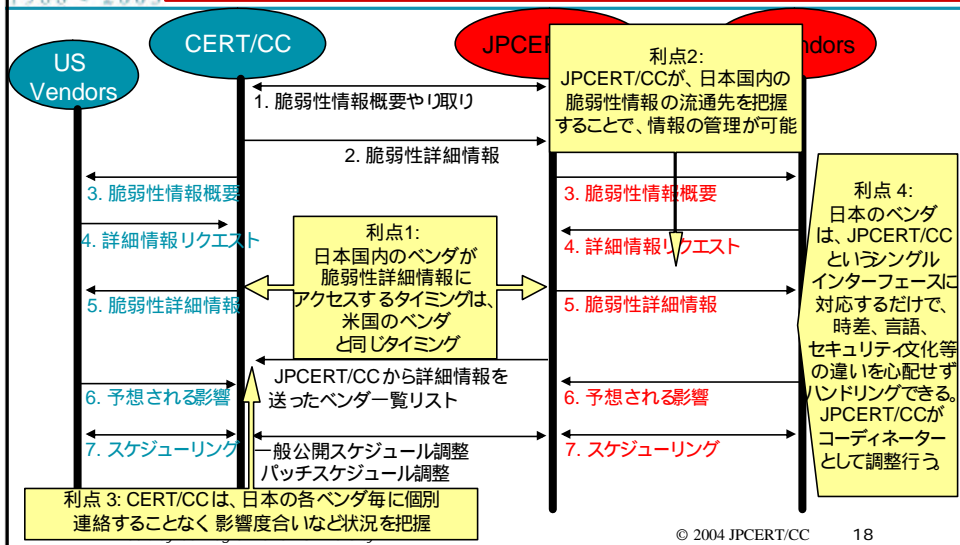 US
Vendors
CERT/CC
1. 脆弱性情報概要やり取り
2. 脆弱性詳細情報
利点2:
JPCERT/CCが、日本国内の
脆弱性情報の流通先を把握
することで、情報の管理が可能
3. 脆弱性情報概要
4. 詳細情報リクエスト
5. 脆弱性詳細情報
6. 予想される影響
7. スケジューリング
利点1:
日本国内のベンダが
脆弱性詳細情報に
アクセスするタイミングは、
米国のベンダ
と同じタイミング
JPCERT/CCから詳細情報を
送ったベンダ一覧リスト
一般公開スケジュール調整
パッチスケジュール調整
3. 脆弱性情報概要
4. 詳細情報リクエスト
5. 脆弱性詳細情報
6. 予想される影響
7. スケジューリング
利点 4:
日本のベンダ
は、JPCERT/CC
というシングル
インターフェースに
対応するだけで、
時差、言語、
セキュリティ文化等
の違いを心配せず
ハンドリングできる。
JPCERT/CCが
コーディネーター
として調整行う。
利点 3: CERT/CCは、日本の各ベンダ毎に個別
連絡することなく 影響度合いなど状況を把握
© 2004 JPCERT/CC
18